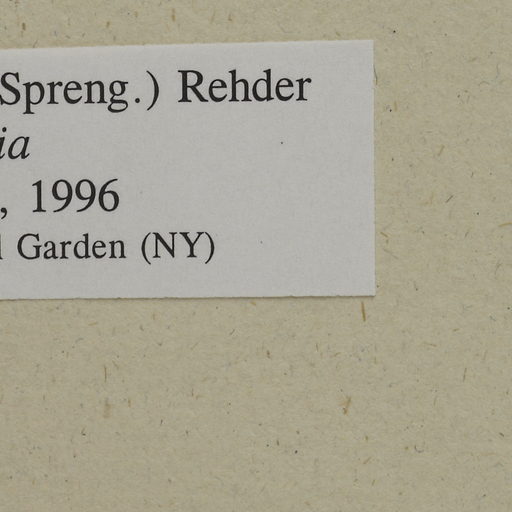 Spreng.) Rehder
ia
, 1996
l Garden (NY)